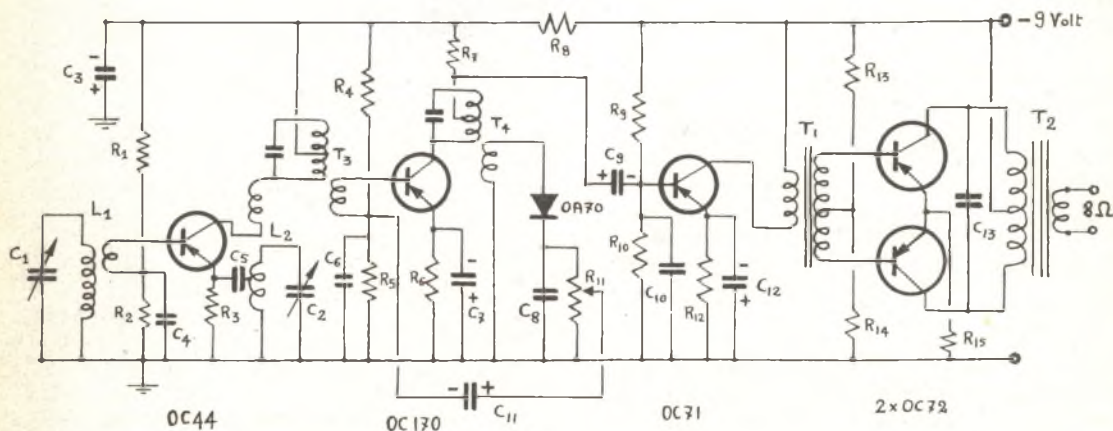 − 9 Volt
R8
R7
C3
− +
R4
R13
R9
T4
T3
R1
T1
T2
C9
+ −
L1
OA70
L2
8Ω
C13
C1
C5
R10
C6
R11
R2
R5
R6
C4
R3
C2
− +
C7
C8
C10
R12
− +
C12
R14
R15
− +
C11
OC44
OC170
OC71
2 x OC72